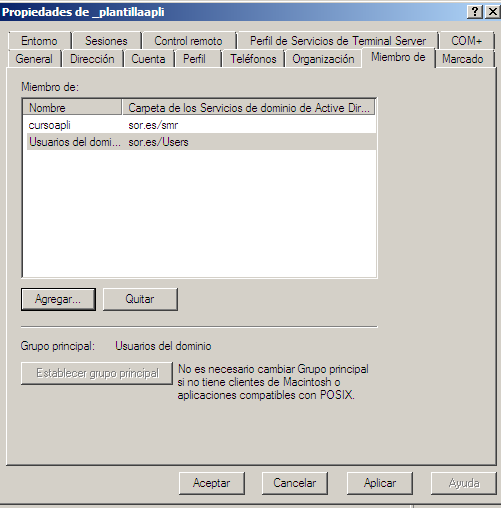 Propiedades de _plantillaapli
Entorno Sesiones Control remoto Perfil de Servicios de Terminal Server COM+
General Dirección Cuenta Perfil Teléfonos Organización Miembro de Marcado
Miembro de:
Nombre Carpeta de los Servicios de dominio de Active Dir...
cursoapli sor.es/smr
Usuarios del domi... sor.es/Users
Agregar... Quitar
Grupo principal: Usuarios del dominio
Establecer grupo principal
No es necesario cambiar Grupo principal
si no tiene clientes de Macintosh o
aplicaciones compatibles con POSIX.
Aceptar Cancelar Aplicar Ayuda